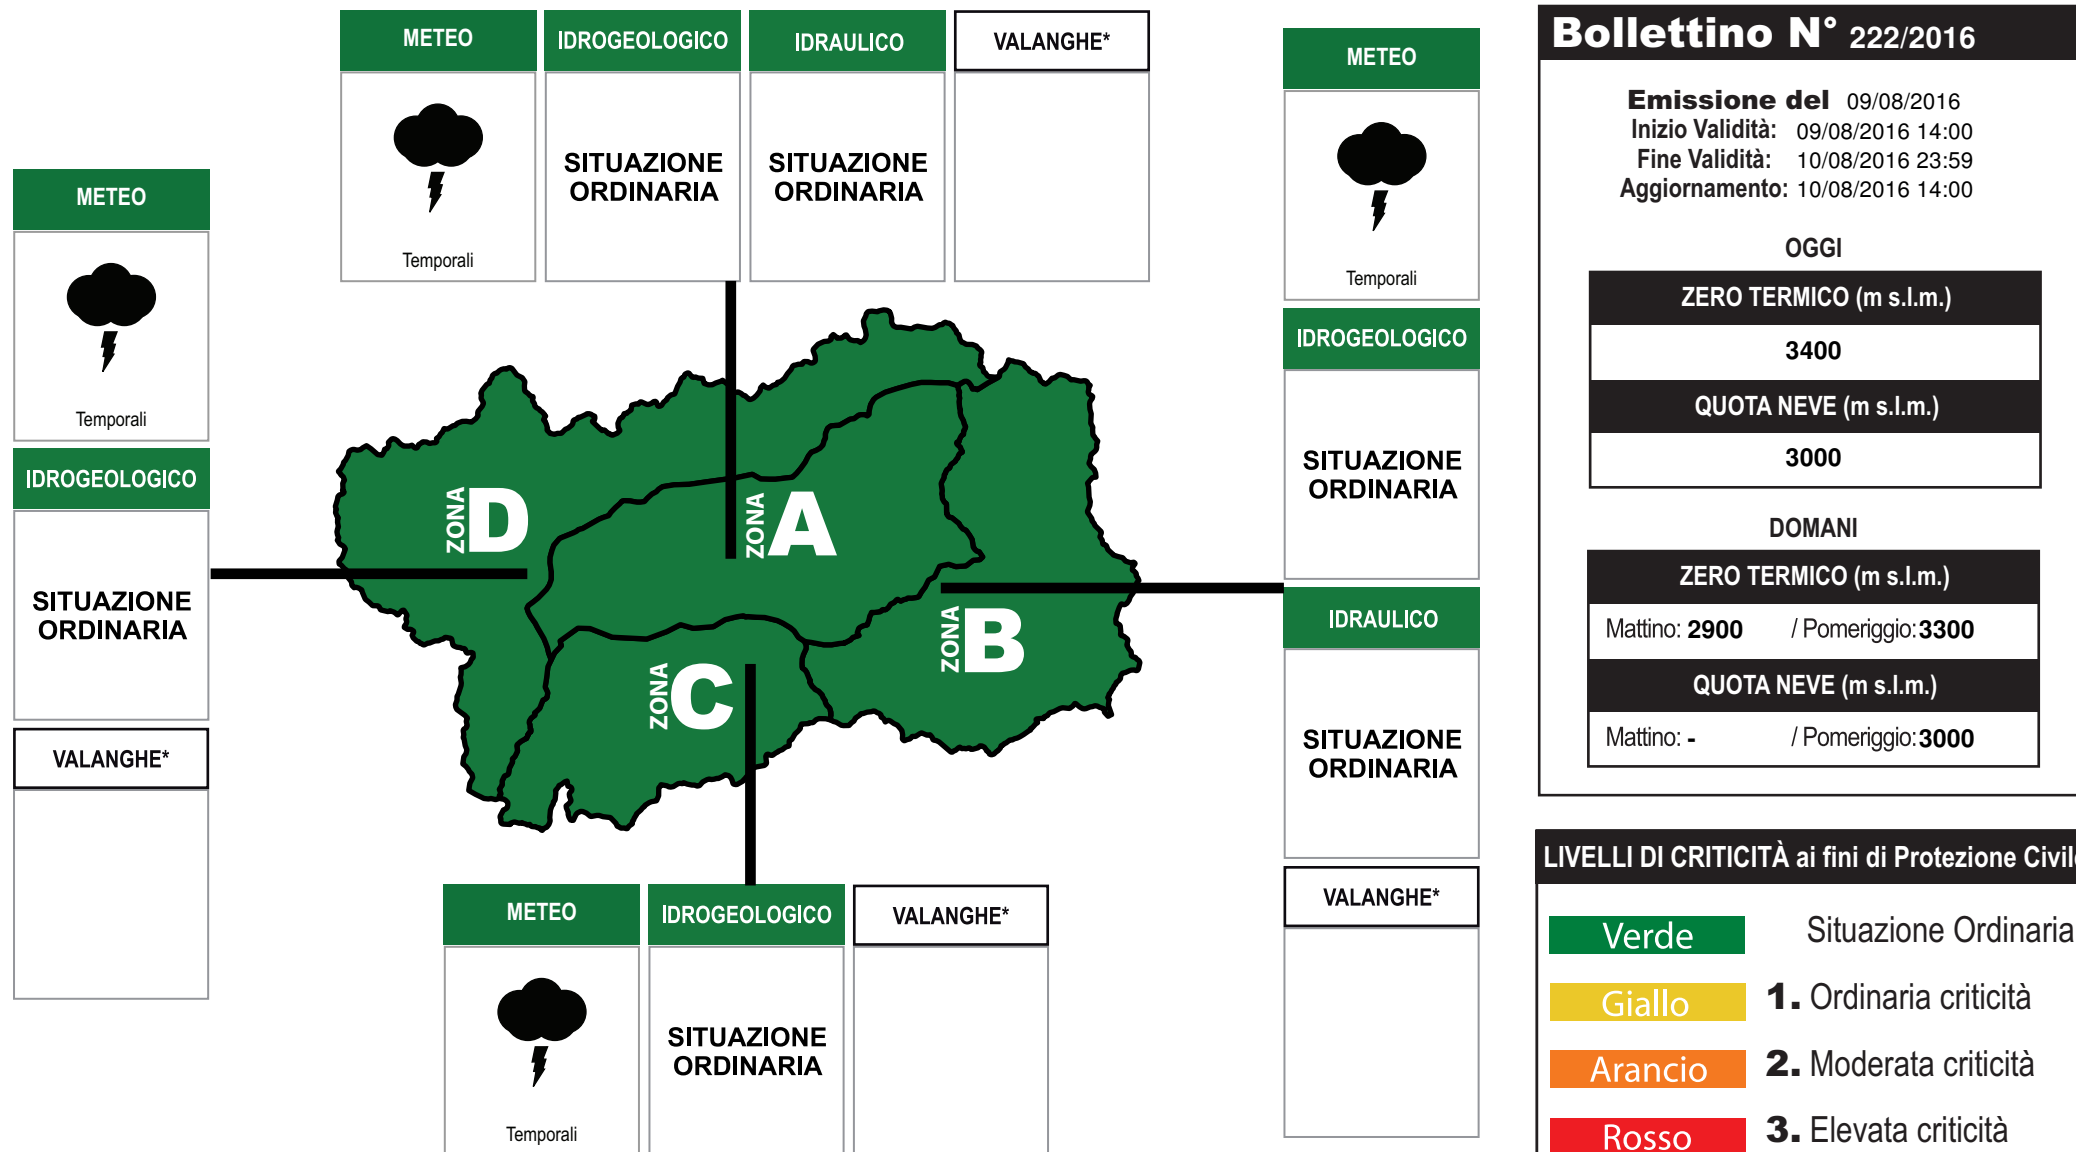 METEO
IDROGEOLOGICO
IDRAULICO
VALANGHE*
Temporali
SITUAZIONE
ORDINARIA
SITUAZIONE
ORDINARIA
METEO
Temporali
IDROGEOLOGICO
SITUAZIONE
ORDINARIA
VALANGHE*
ZONA D
ZONA A
ZONA C
ZONA B
METEO
Temporali
IDROGEOLOGICO
SITUAZIONE
ORDINARIA
IDRAULICO
SITUAZIONE
ORDINARIA
VALANGHE*
METEO
IDROGEOLOGICO
VALANGHE*
Temporali
SITUAZIONE
ORDINARIA
Bollettino N° 222/2016
Emissione del 09/08/2016
Inizio Validità: 09/08/2016 14:00
Fine Validità: 10/08/2016 23:59
Aggiornamento: 10/08/2016 14:00
OGGI
ZERO TERMICO (m s.l.m.)
3400
QUOTA NEVE (m s.l.m.)
3000
DOMANI
ZERO TERMICO (m s.l.m.)
Mattino: 2900 / Pomeriggio: 3300
QUOTA NEVE (m s.l.m.)
Mattino: - / Pomeriggio: 3000
LIVELLI DI CRITICITÀ ai fini di Protezione Civile
Verde Situazione Ordinaria
Giallo 1. Ordinaria criticità
Arancio 2. Moderata criticità
Rosso 3. Elevata criticità